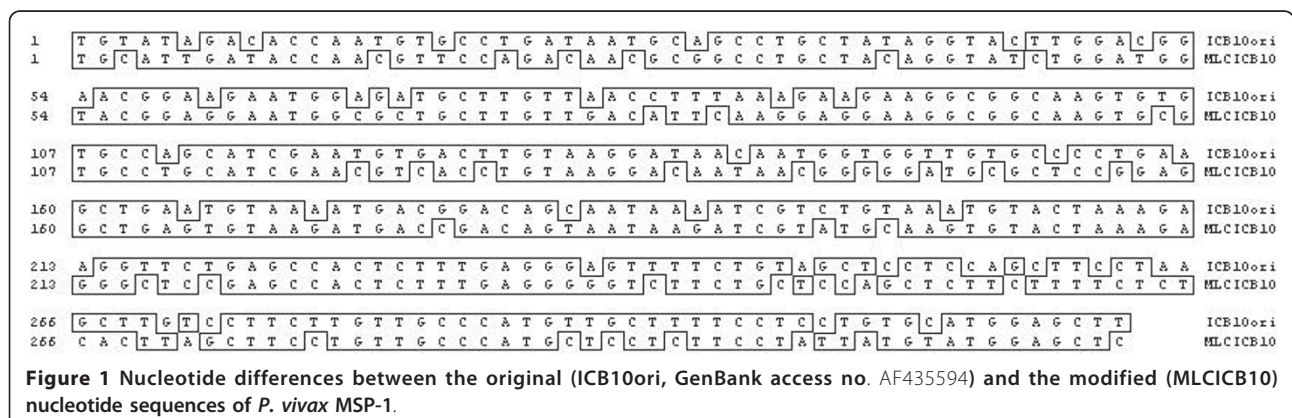 1 T G T A T A G A C A C C A A T G T G C C T G A T A A T G C A G C C T G C T A T A G G T A C T T G G A C G G ICB10ori
1 T G C A T T G A T A C C A A C G T T C C A G A C A A C G C G G C C T G C T A C A G G T A T C T G G A T G G MLCICB10
54 A A C G G A A G A A T G G A G A T G C T T G T T A A C C T T T A A A G A A G A A G G C G G C A A G T G T G ICB10ori
54 T A C G G A G G A A T G G C G C T G C T T G T T G A C A T T C A A G G A G G A A G G C G G C A A G T G C G MLCICB10
107 T G C C A G C A T C G A A T G T G A C T T G T A A G G A T A A C A A T G G T G G T T G T G C C C C T G A A ICB10ori
107 T G C C T G C A T C G A A C G T C A C C T G T A A G G A C A A T A A C G G G G G A T G C G C T C C G G A G MLCICB10
160 G C T G A A T G T A A A A T G A C G G A C A G C A A T A A A A T C G T C T G T A A A T G T A C T A A A G A ICB10ori
160 G C T G A G T G T A A G A T G A C C G A C A G T A A T A A G A T C G T A T G C A A G T G T A C T A A A G A MLCICB10
213 A G G T T C T G A G C C A C T C T T T G A G G G A G T T T T C T G T A G C T C C T C C A G C T T C C T A A ICB10ori
213 G G G C T C C G A G C C A C T C T T T G A G G G G G T C T T C T G C T C C A G C T C T T C T T T T C T C T MLCICB10
266 G C T T G T C C T T C T T G T T G C C C A T G T T G C T T T T C C T C C T G T G C A T G G A G C T T ICB10ori
266 C A C T T A G C T T C C T G T T G C C C A T G C T C C T C T T C C T A T T A T G T A T G G A G C T C MLCICB10
Figure 1 Nucleotide differences between the original (ICB10ori, GenBank access no. AF435594) and the modified (MLCICB10)
nucleotide sequences of P. vivax MSP-1.